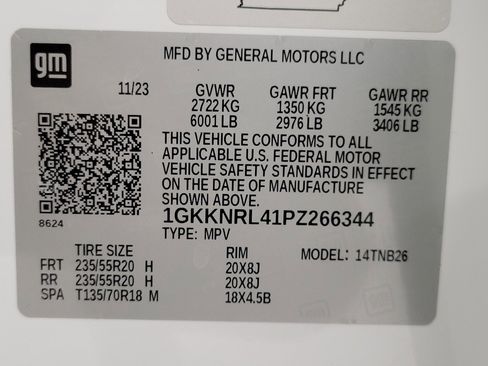 gm
MFD BY GENERAL MOTORS LLC
11/23 GVWR GAWR FRT GAWR RR
2722 KG 1350 KG 1545 KG
6001 LB 2976 LB 3406 LB
THIS VEHICLE CONFORMS TO ALL
APPLICABLE U.S. FEDERAL MOTOR
VEHICLE SAFETY STANDARDS IN EFFECT
ON THE DATE OF MANUFACTURE
SHOWN ABOVE.
8624
1GKKNRL41PZ266344
TYPE: MPV
TIRE SIZE RIM MODEL: 14TNB26
FRT 235/55R20 H 20X8J
RR 235/55R20 H 20X8J
SPA T135/70R18 M 18X4.5B